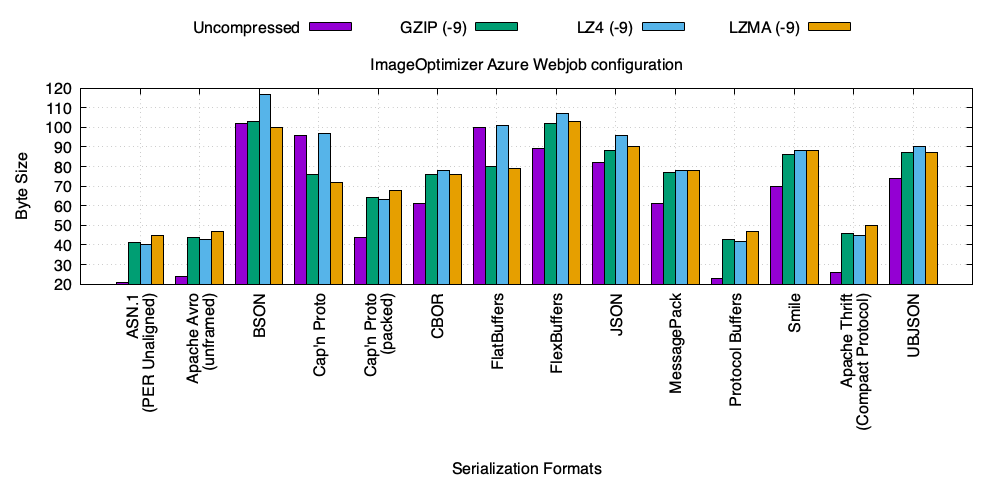 Uncompressed GZIP (-9) LZ4 (-9) LZMA (-9)
ImageOptimizer Azure Webjob configuration
Byte Size
120
110
100
90
80
70
60
50
40
30
20
ASN.1
(PER Unaligned)
Apache Avro
(unframed)
BSON
Cap'n Proto
Cap'n Proto
(packed)
CBOR
FlatBuffers
FlexBuffers
JSON
MessagePack
Protocol Buffers
Smile
Apache Thrift
(Compact Protocol)
UBJSON
Serialization Formats